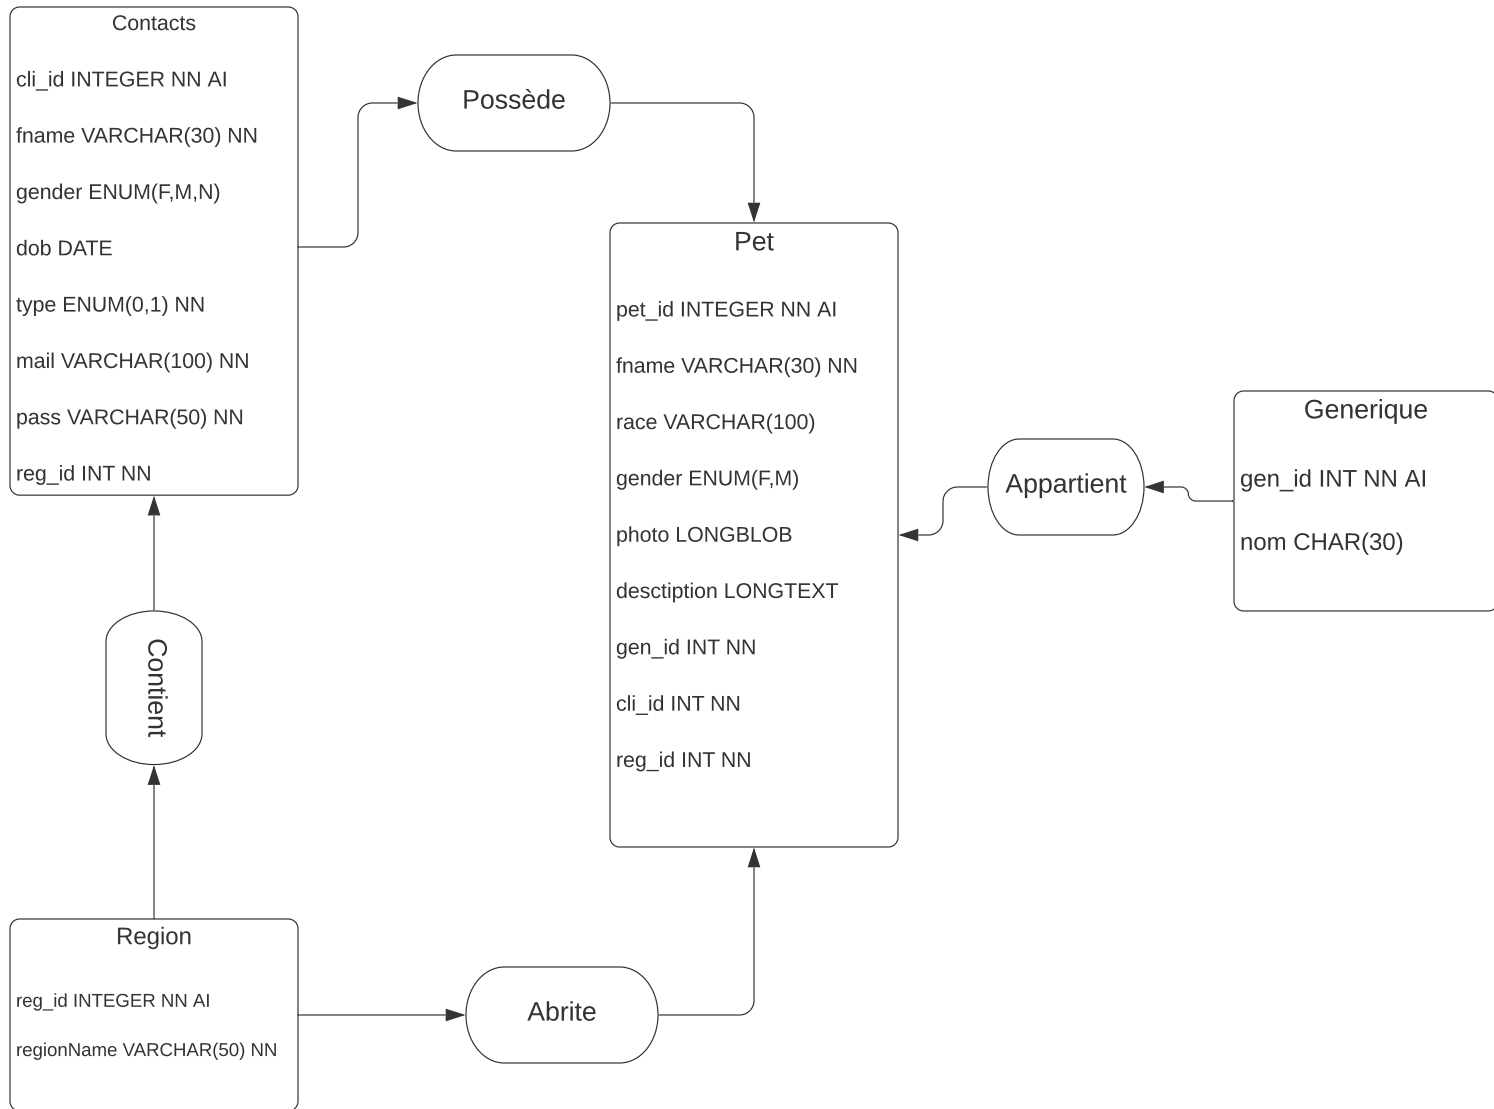 Contacts
cli_id INTEGER NN AI
fname VARCHAR(30) NN
gender ENUM(F,M,N)
dob DATE
type ENUM(0,1) NN
mail VARCHAR(100) NN
pass VARCHAR(50) NN
reg_id INT NN
Possède
Pet
pet_id INTEGER NN AI
fname VARCHAR(30) NN
race VARCHAR(100)
gender ENUM(F,M)
photo LONGBLOB
desctiption LONGTEXT
gen_id INT NN
cli_id INT NN
reg_id INT NN
Appartient
Generique
gen_id INT NN AI
nom CHAR(30)
Contient
Region
reg_id INTEGER NN AI
regionName VARCHAR(50) NN
Abrite